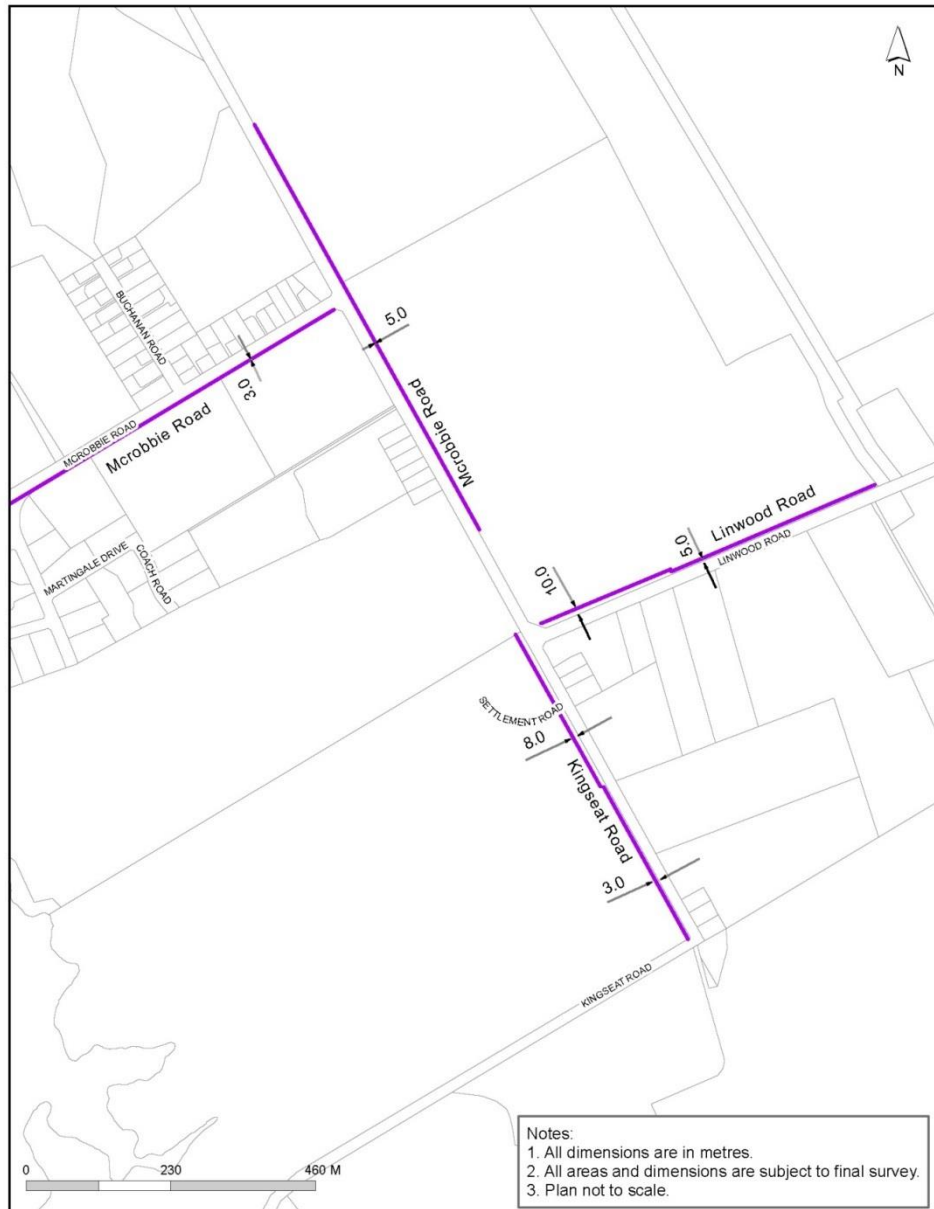 N
5.0
BUCHANAN ROAD
3.0
Mcrobbie Road
MCROBBIE ROAD
Mcrobbie Road
Linwood Road
5.0
LINWOOD ROAD
MARTINGALE DRIVE
COACH ROAD
10.0
SETTLEMENT ROAD
8.0
Kingseat Road
3.0
KINGSEAT ROAD
Notes:
1. All dimensions are in metres.
2. All areas and dimensions are subject to final survey.
3. Plan not to scale.
0 230 460 M